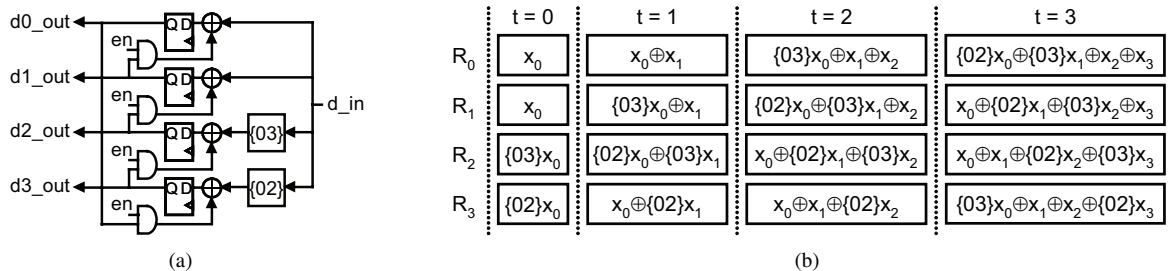 d0_out
Q D
en
d1_out
Q D
en
d_in
d2_out
Q D
{03}
en
d3_out
Q D
{02}
en
(a)
t = 0 t = 1 t = 2 t = 3
R₀ x₀ x₀⊕x₁ {03}x₀⊕x₁⊕x₂ {02}x₀⊕{03}x₁⊕x₂⊕x₃
R₁ x₀ {03}x₀⊕x₁ {02}x₀⊕{03}x₁⊕x₂ x₀⊕{02}x₁⊕{03}x₂⊕x₃
R₂ {03}x₀ {02}x₀⊕{03}x₁ x₀⊕{02}x₁⊕{03}x₂ x₀⊕x₁⊕{02}x₂⊕{03}x₃
R₃ {02}x₀ x₀⊕{02}x₁ x₀⊕x₁⊕{02}x₂ {03}x₀⊕x₁⊕x₂⊕{02}x₃
(b)